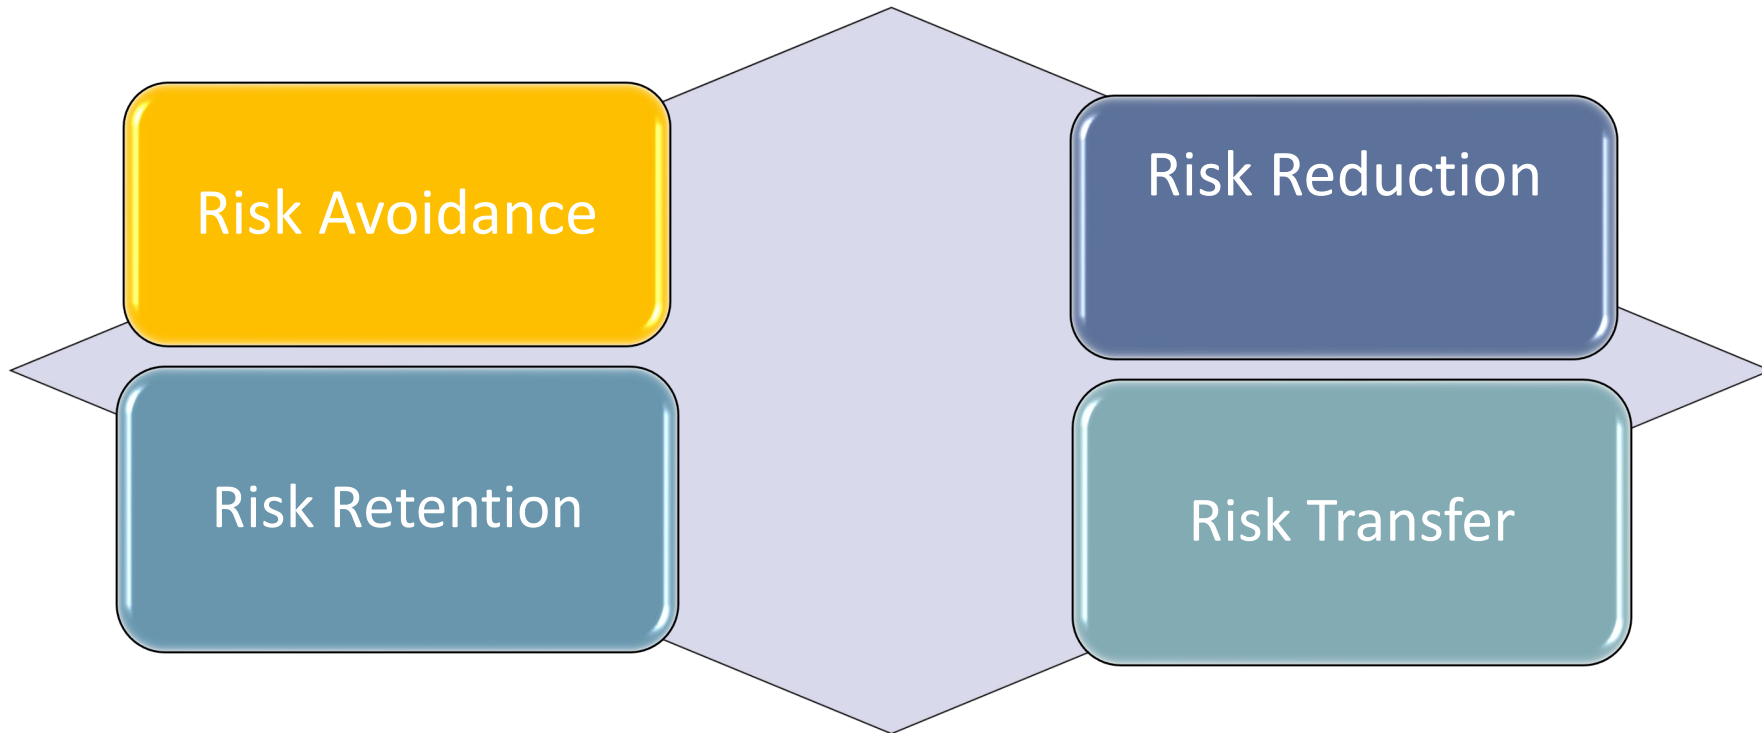 Risk Avoidance
Risk Reduction
Risk Retention
Risk Transfer